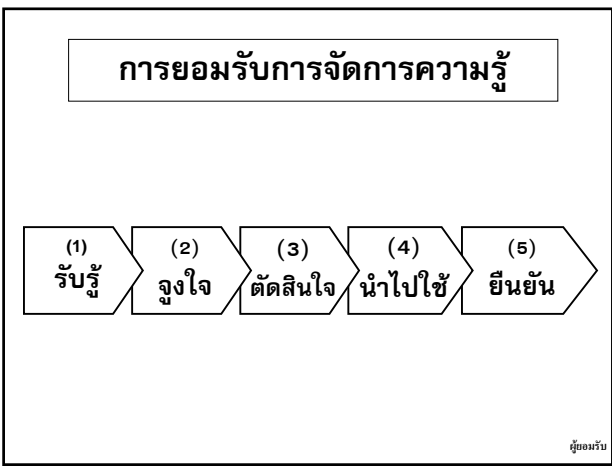 การยอมรับการจัดการความรู้
(1)
รับรู้
(2)
จูงใจ
(3)
ตัดสินใจ
(4)
นำไปใช้
(5)
ยืนยัน
ผู้ยอมรับ